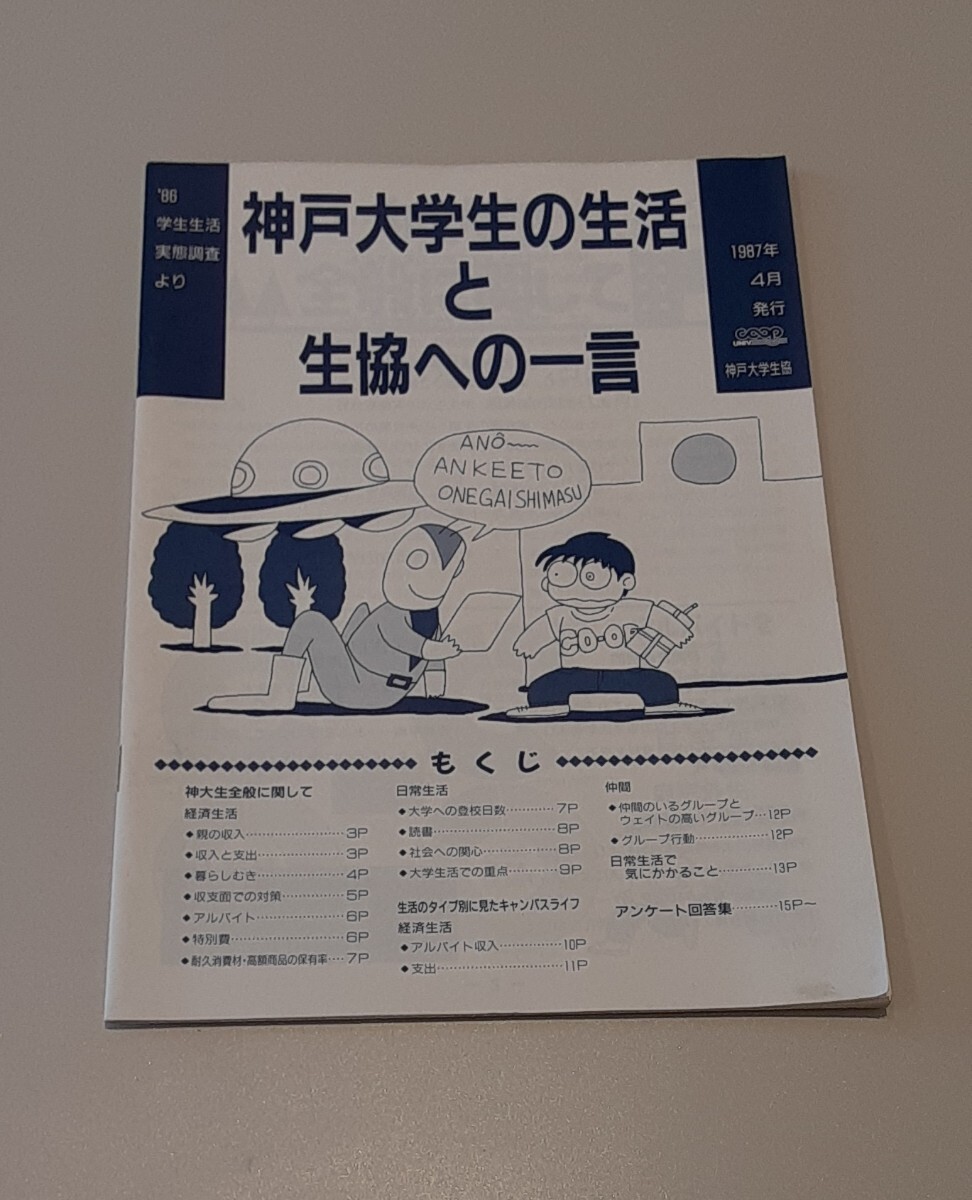 '86
学生生活
実態調査
より
神戸大学生の生活
と
生協への一言
1987年
4月
発行
UNIV coop
神戸大学生協
ANÔ〜
ANKEETO
ONEGAISHIMASU
CO-OP
もくじ
神大生全般に関して
経済生活
◆親の収入……………………3P
◆収入と支出…………………3P
◆暮らしむき…………………4P
◆収支面での対策……………5P
◆アルバイト…………………6P
◆特別費………………………6P
◆耐久消費材・高額商品の保有率…7P
日常生活
◆大学への登校日数…………7P
◆読書…………………………8P
◆社会への関心………………8P
◆大学生活での重点…………9P
生活のタイプ別に見たキャンパスライフ
経済生活
◆アルバイト収入……………10P
◆支出…………………………11P
仲間
◆仲間のいるグループと
ウェイトの高いグループ…12P
◆グループ行動………………12P
日常生活で
気にかかること……………13P
アンケート回答集…………15P〜